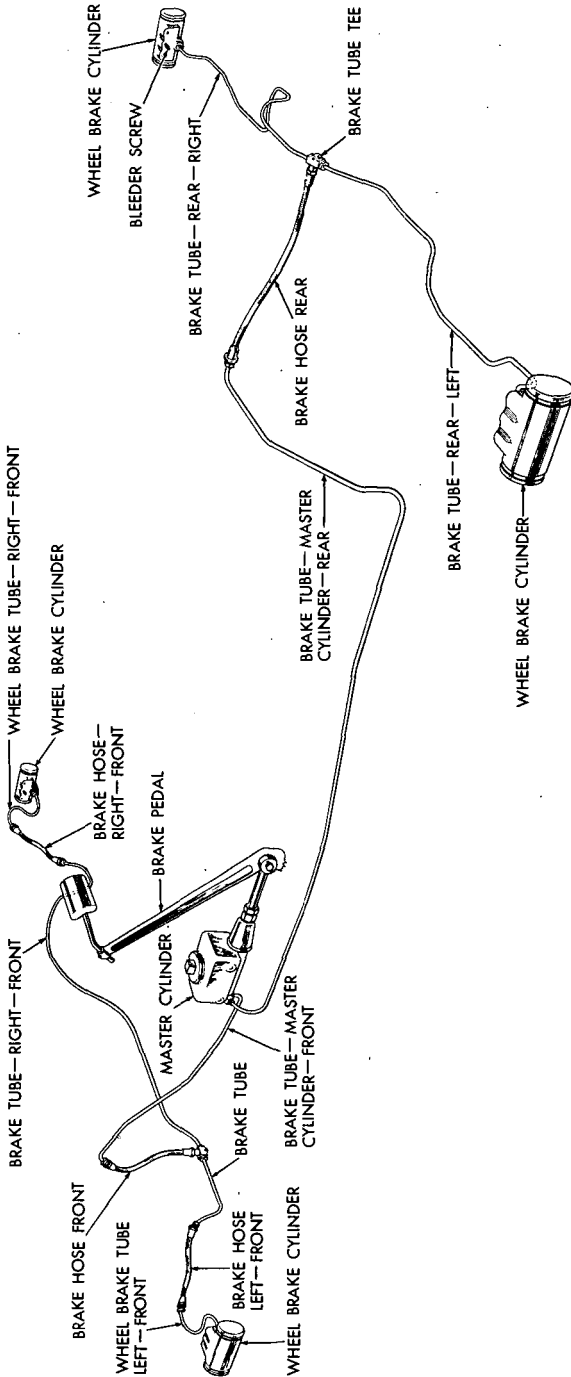 BRAKE TUBE—RIGHT—FRONT
WHEEL BRAKE TUBE—RIGHT—FRONT
WHEEL BRAKE CYLINDER
BRAKE HOSE—
RIGHT—FRONT
BRAKE PEDAL
MASTER CYLINDER
BRAKE HOSE FRONT
WHEEL BRAKE TUBE
LEFT—FRONT
BRAKE HOSE
LEFT—FRONT
WHEEL BRAKE CYLINDER
BRAKE TUBE
BRAKE TUBE—MASTER
CYLINDER—FRONT
WHEEL BRAKE CYLINDER
BLEEDER SCREW
BRAKE TUBE—REAR—RIGHT
BRAKE TUBE TEE
BRAKE HOSE REAR
BRAKE TUBE—MASTER
CYLINDER—REAR
BRAKE TUBE—REAR—LEFT
WHEEL BRAKE CYLINDER